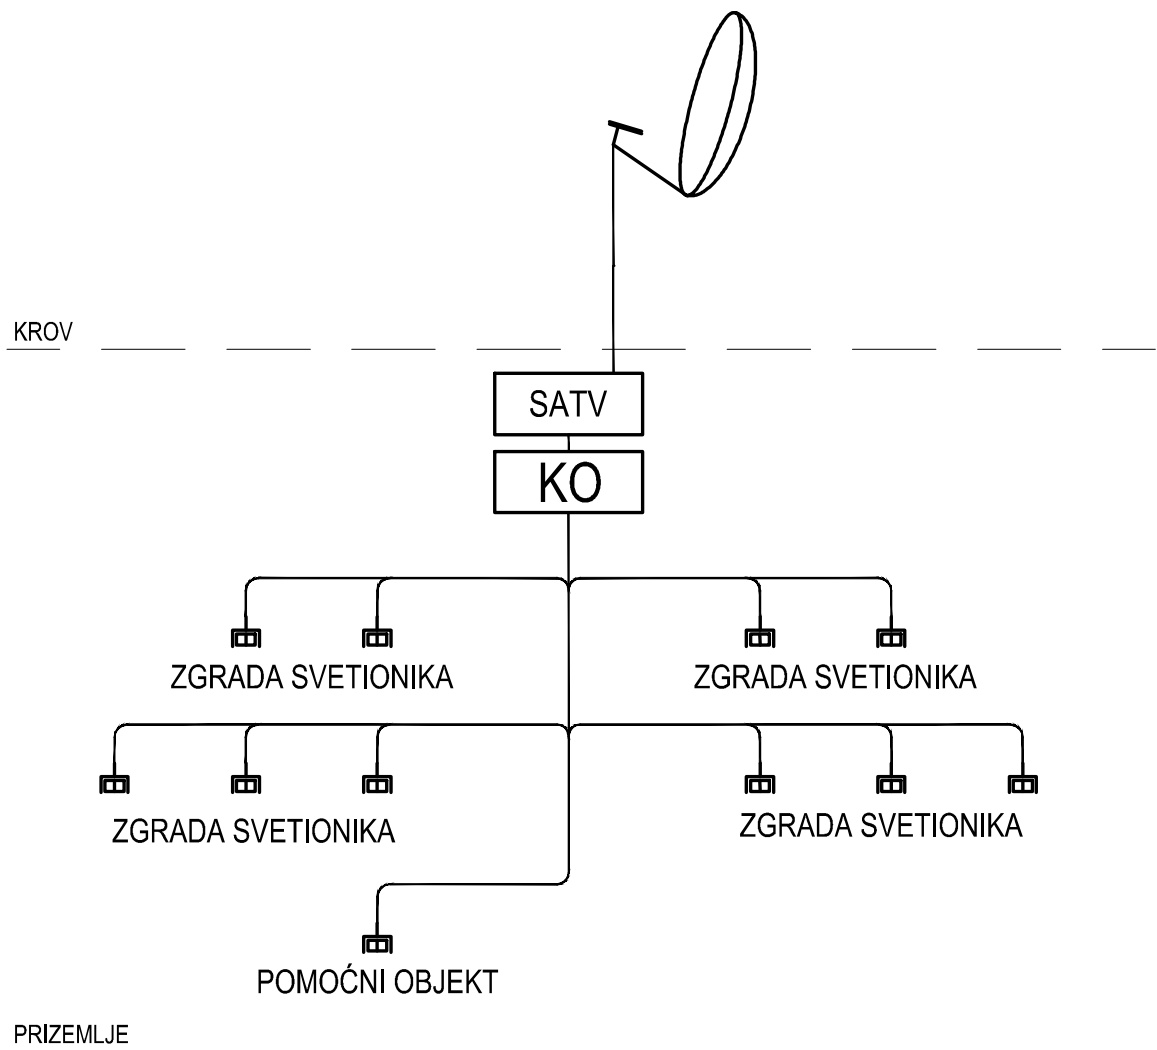 KROV
SATV
KO
ZGRADA SVETIONIKA
ZGRADA SVETIONIKA
ZGRADA SVETIONIKA
ZGRADA SVETIONIKA
POMOĆNI OBJEKT
PRIZEMLJE